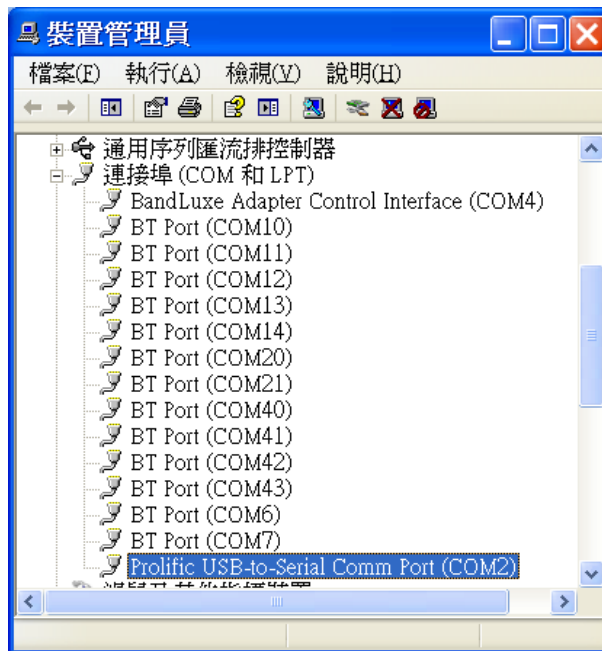 裝置管理員
檔案(F) 執行(A) 檢視(V) 說明(H)
通用序列匯流排控制器
連接埠 (COM 和 LPT)
BandLuxe Adapter Control Interface (COM4)
BT Port (COM10)
BT Port (COM11)
BT Port (COM12)
BT Port (COM13)
BT Port (COM14)
BT Port (COM20)
BT Port (COM21)
BT Port (COM40)
BT Port (COM41)
BT Port (COM42)
BT Port (COM43)
BT Port (COM6)
BT Port (COM7)
Prolific USB-to-Serial Comm Port (COM2)